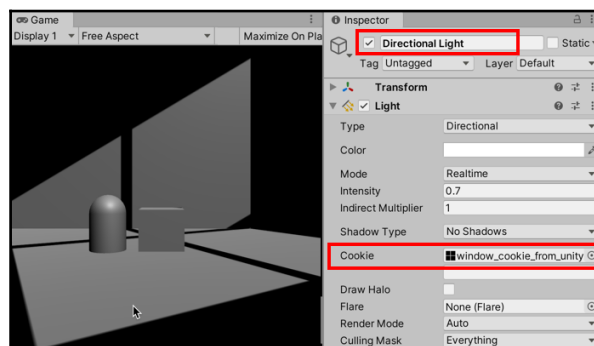 Game
Display 1 Free Aspect Maximize On Pla
Inspector
Directional Light Static
Tag Untagged Layer Default
Transform
Light
Type Directional
Color
Mode Realtime
Intensity 0.7
Indirect Multiplier 1
Shadow Type No Shadows
Cookie window_cookie_from_unity
Draw Halo
Flare None (Flare)
Render Mode Auto
Culling Mask Everything